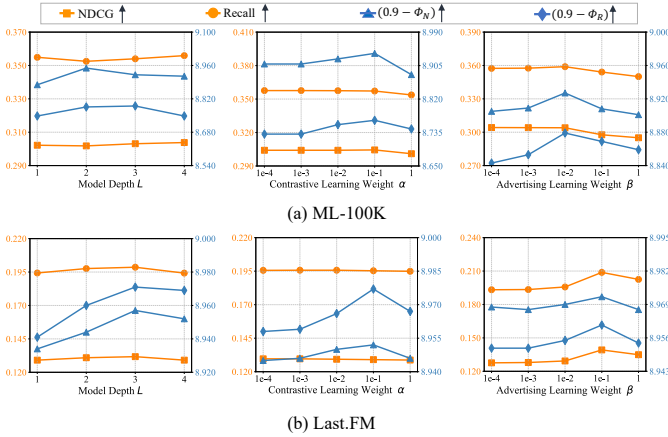 NDCG ↑ Recall ↑ (0.9 − Φ_N) ↑ (0.9 − Φ_R) ↑
0.370 0.350 0.330 0.310 0.290
9.100 8.960 8.820 8.680 8.540
1 2 3 4
Model Depth L
0.410 0.380 0.350 0.320 0.290
8.990 8.905 8.820 8.735 8.650
1e-4 1e-3 1e-2 1e-1 1
Contrastive Learning Weight α
0.390 0.360 0.330 0.300 0.270
9.000 8.960 8.920 8.880 8.840
1e-4 1e-3 1e-2 1e-1 1
Advertising Learning Weight β
(a) ML-100K
0.220 0.195 0.170 0.145 0.120
9.000 8.980 8.960 8.940 8.920
1 2 3 4
Model Depth L
0.220 0.195 0.170 0.145 0.120
9.000 8.985 8.970 8.955 8.940
1e-4 1e-3 1e-2 1e-1 1
Contrastive Learning Weight α
0.240 0.210 0.180 0.150 0.120
8.995 8.982 8.969 8.956 8.943
1e-4 1e-3 1e-2 1e-1 1
Advertising Learning Weight β
(b) Last.FM